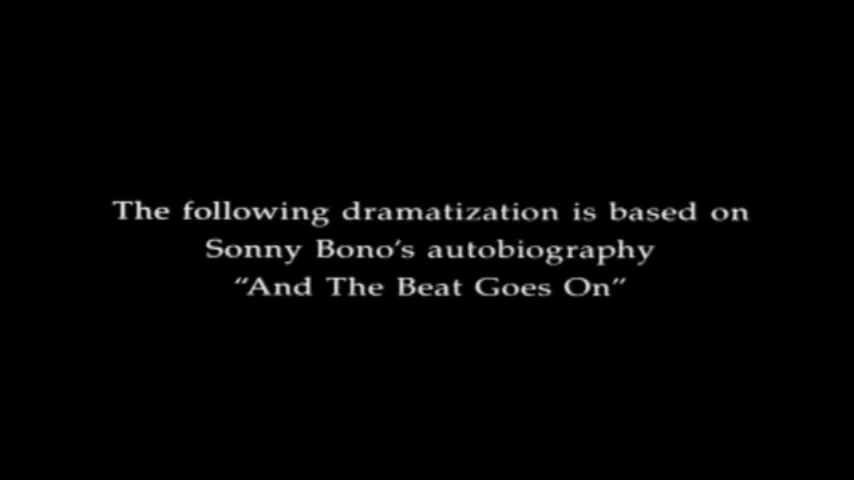 The following dramatization is based on
Sonny Bono's autobiography
“And The Beat Goes On”